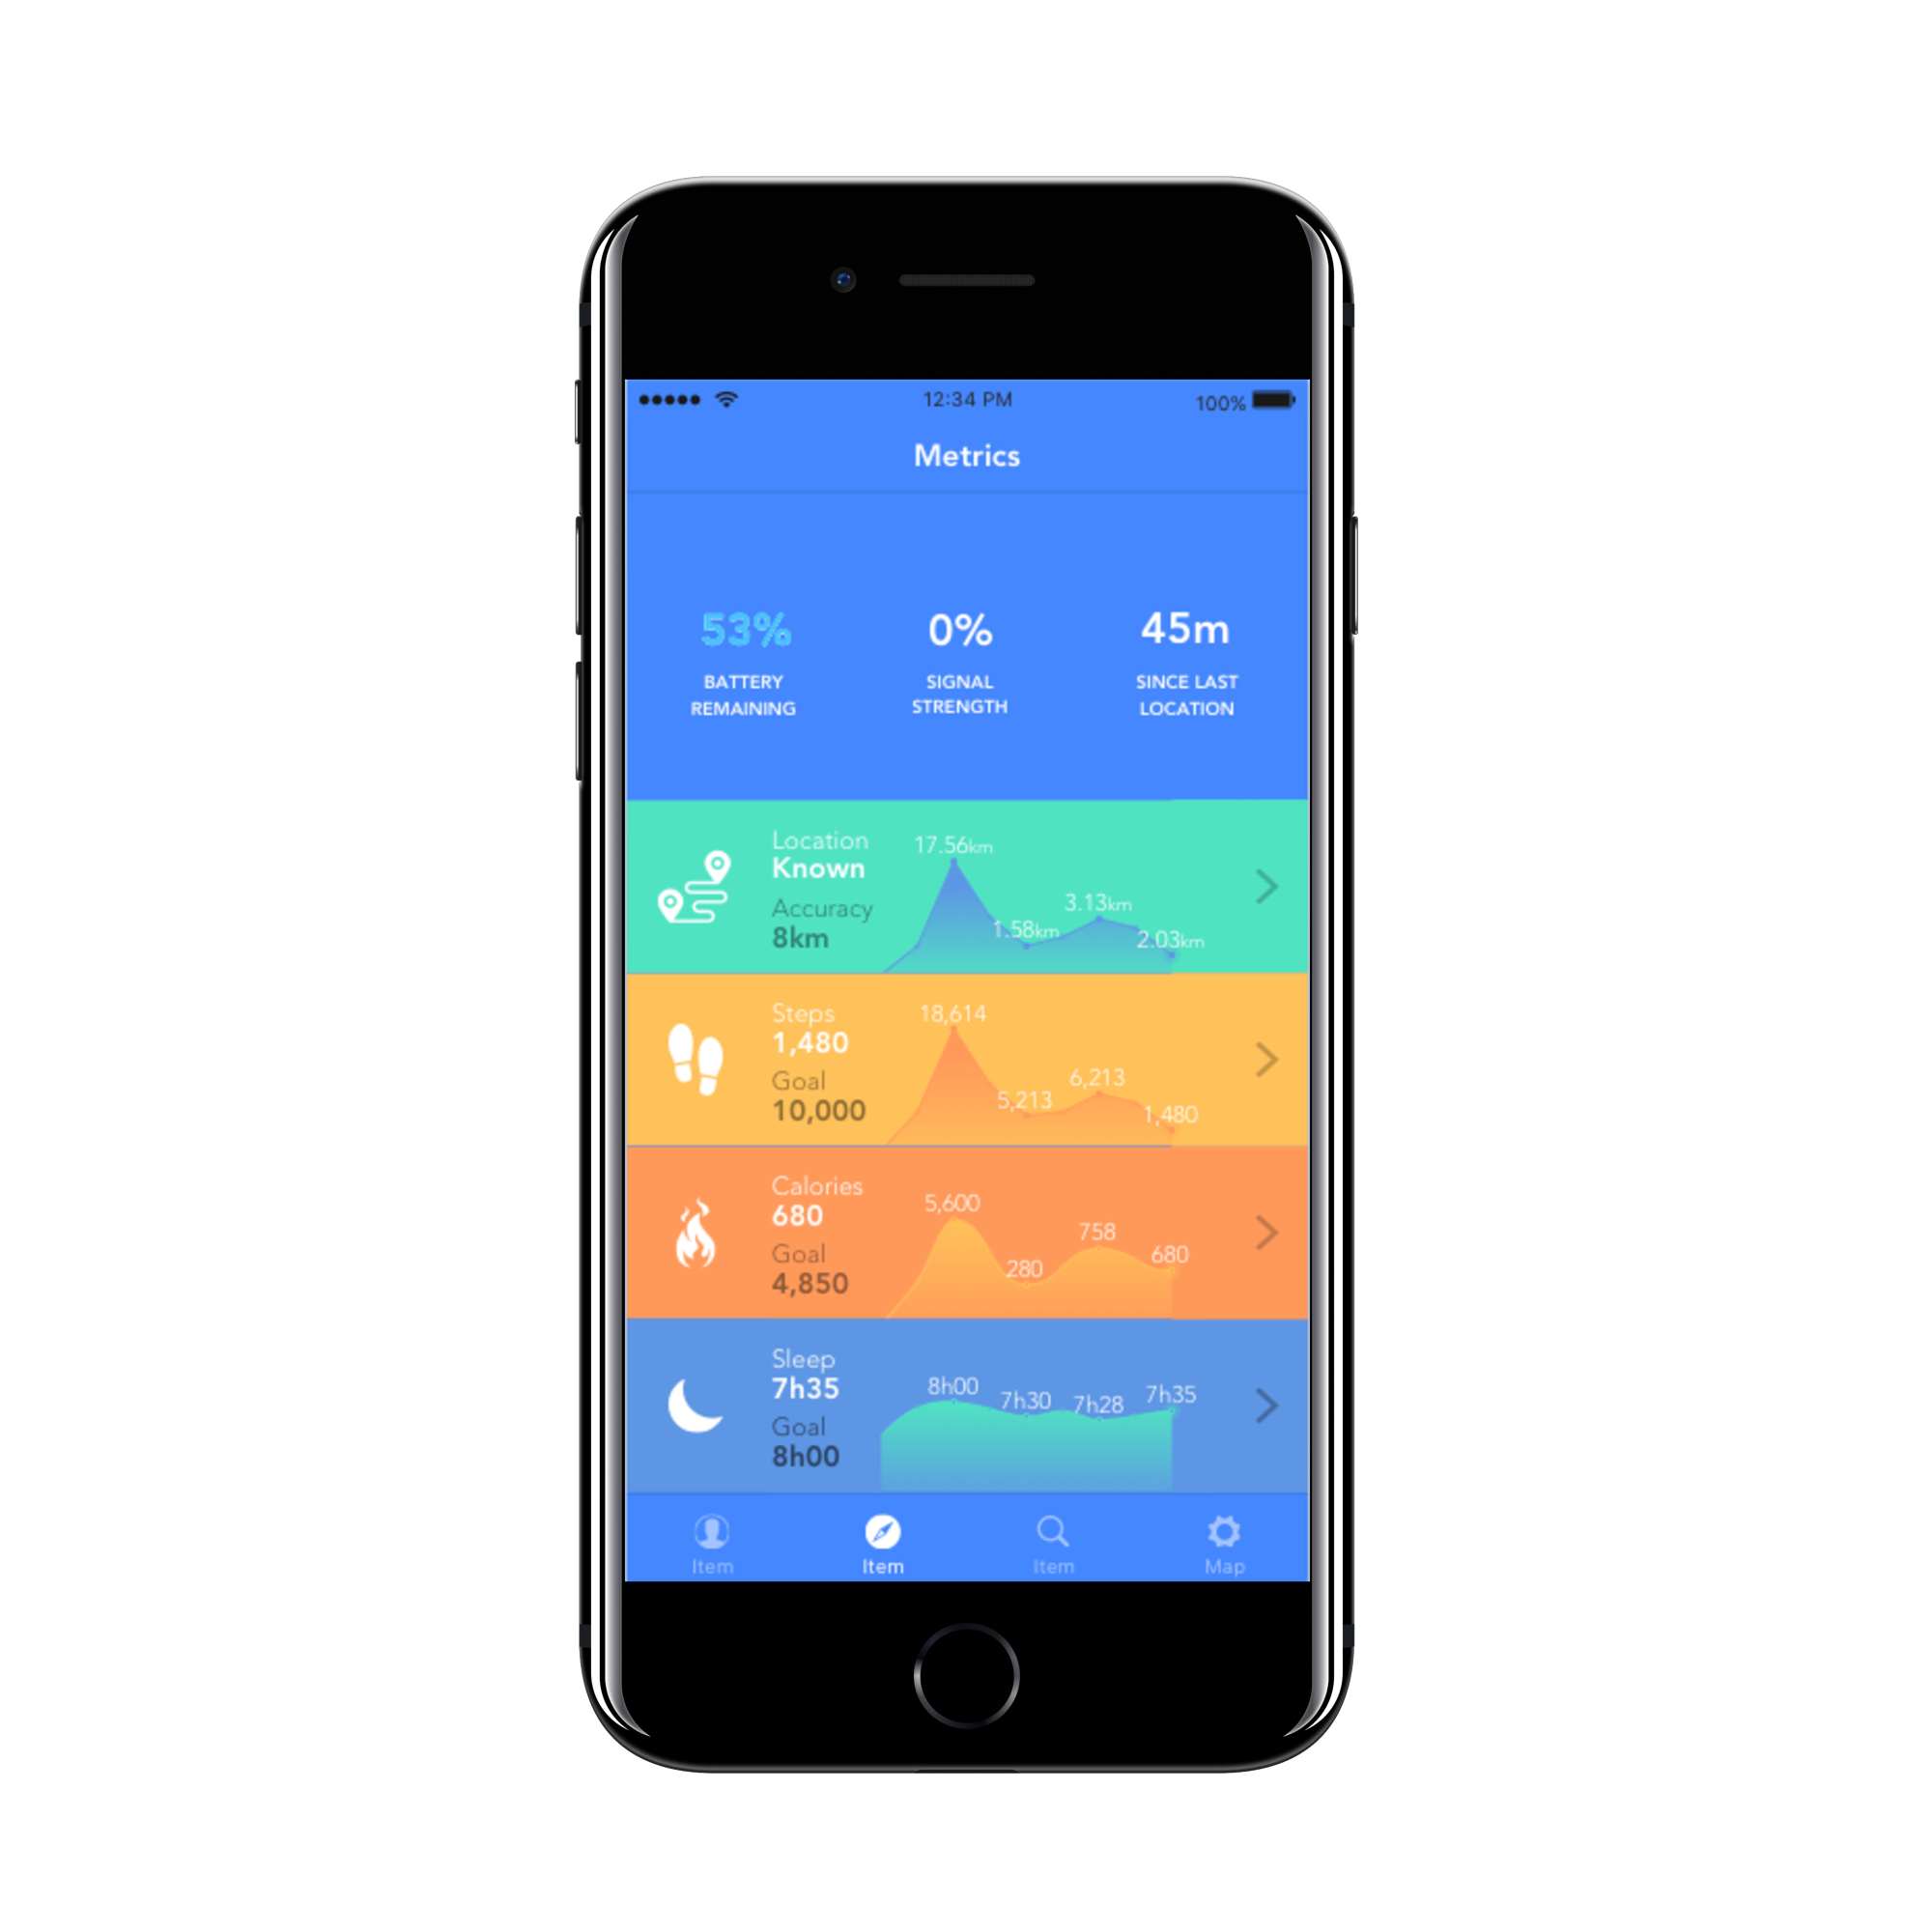 12:34 PM
100%
Metrics
53%
0%
45m
BATTERY
REMAINING
SIGNAL
STRENGTH
SINCE LAST
LOCATION
Location
Known
Accuracy
8km
17.56km
1.58km
3.13km
2.03km
Steps
1,480
Goal
10,000
18,614
5,213
6,213
1,480
Calories
680
Goal
4,850
5,600
280
758
680
Sleep
7h35
Goal
8h00
8h00
7h30
7h28
7h35
Item
Item
Item
Map